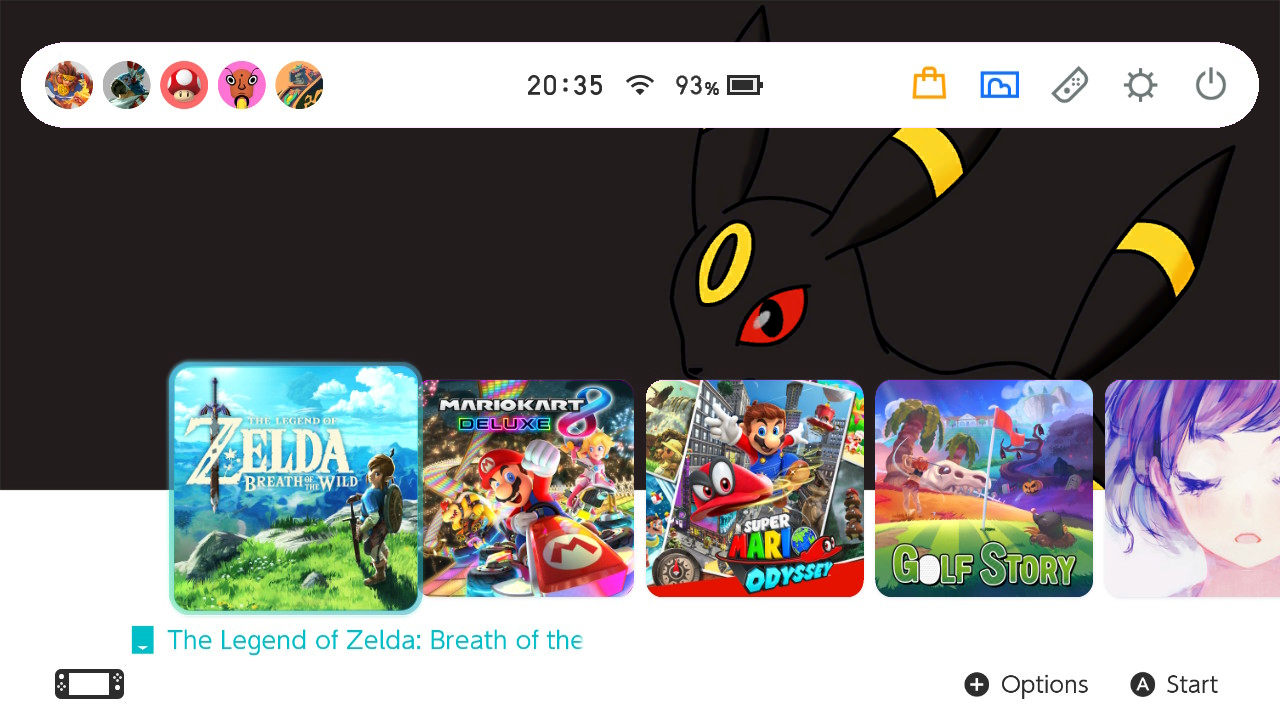 20:35 93%
THE LEGEND OF
ZELDA
BREATH OF THE WILD
MARIOKART 8
DELUXE
SUPER
MARIO
ODYSSEY
GOLF STORY
The Legend of Zelda: Breath of the
+ Options A Start